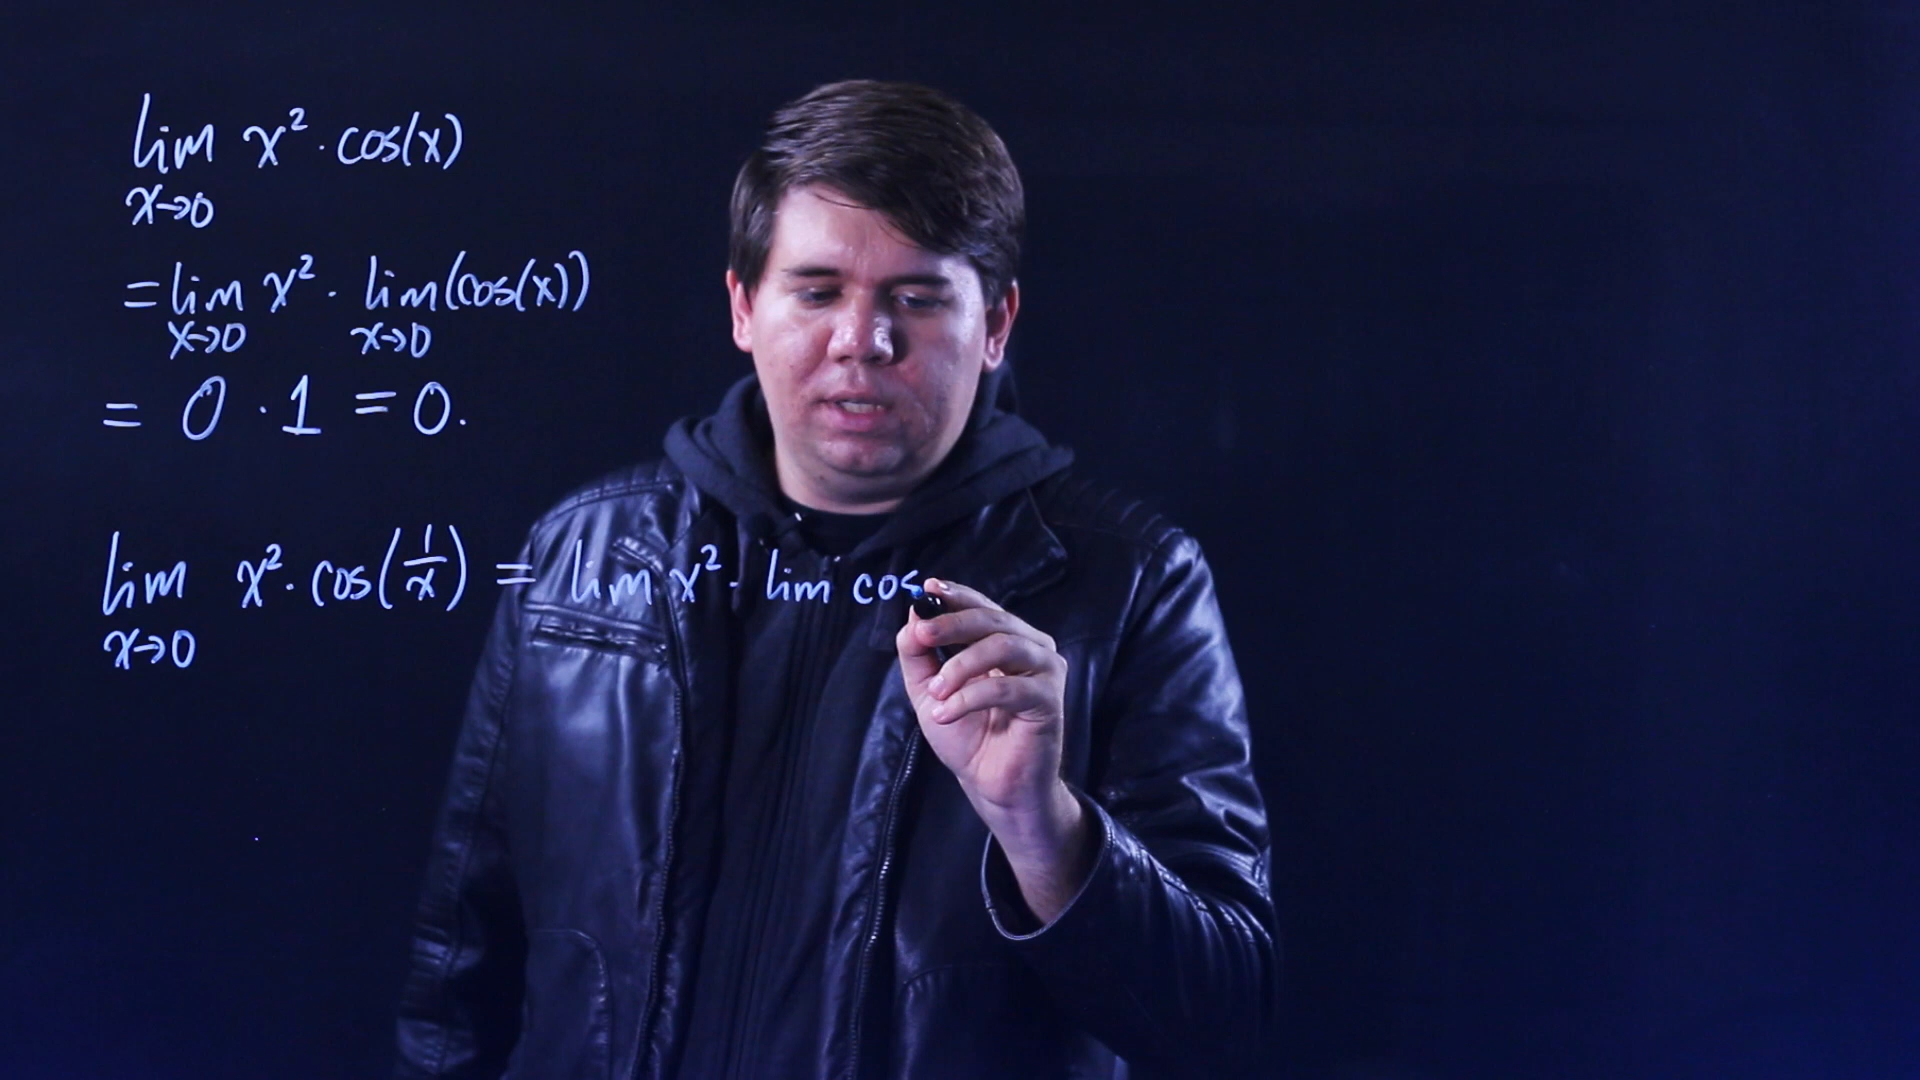 lim x² · cos(x)
x→0
= lim x² · lim (cos(x))
x→0 x→0
= 0 · 1 = 0.
lim x² · cos(1/x) = lim x² · lim cos
x→0